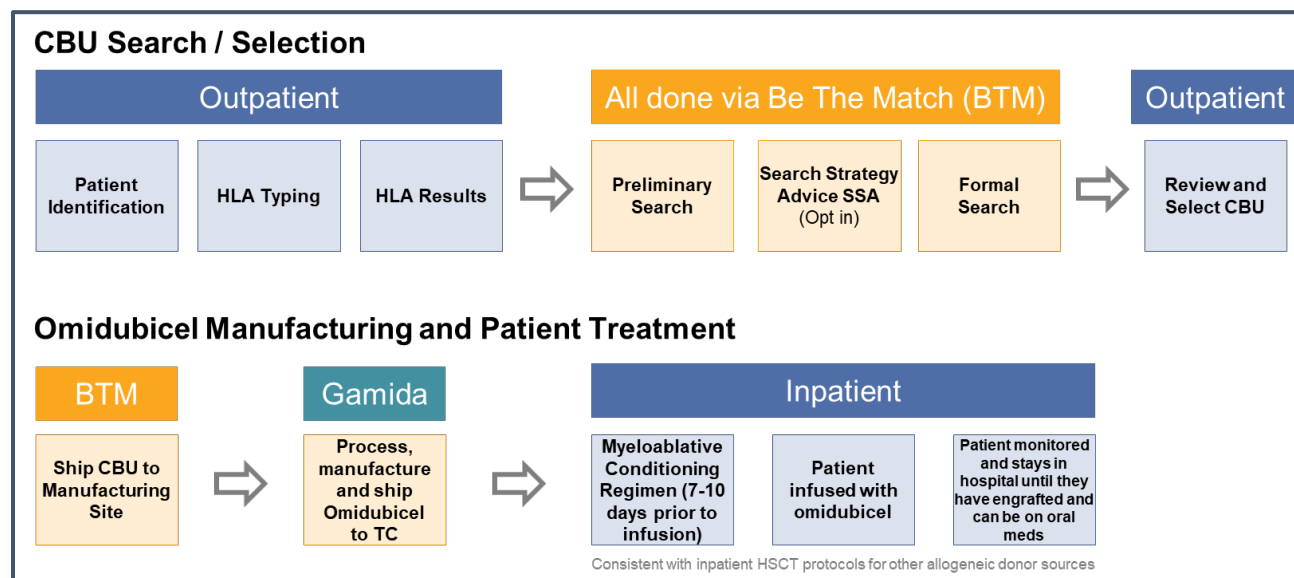 CBU Search / Selection
Outpatient
All done via Be The Match (BTM)
Outpatient
Patient
Identification
HLA Typing
HLA Results
Preliminary
Search
Search Strategy
Advice SSA
(Opt in)
Formal
Search
Review and
Select CBU
Omidubicel Manufacturing and Patient Treatment
BTM
Gamida
Inpatient
Ship CBU to
Manufacturing
Site
Process,
manufacture
and ship
Omidubicel
to TC
Myeloablative
Conditioning
Regimen (7-10
days prior to
infusion)
Patient
infused with
omidubicel
Patient monitored
and stays in
hospital until they
have engrafted and
can be on oral
meds
Consistent with inpatient HSCT protocols for other allogeneic donor sources